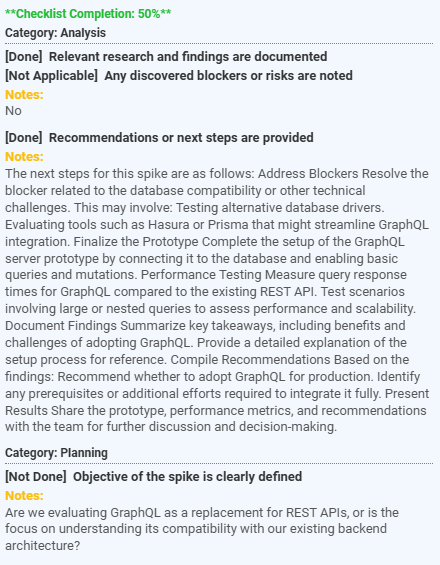 **Checklist Completion: 50%**
Category: Analysis
[Done] Relevant research and findings are documented
[Not Applicable] Any discovered blockers or risks are noted
Notes:
No
[Done] Recommendations or next steps are provided
Notes:
The next steps for this spike are as follows: Address Blockers Resolve the
blocker related to the database compatibility or other technical
challenges. This may involve: Testing alternative database drivers.
Evaluating tools such as Hasura or Prisma that might streamline GraphQL
integration. Finalize the Prototype Complete the setup of the GraphQL
server prototype by connecting it to the database and enabling basic
queries and mutations. Performance Testing Measure query response
times for GraphQL compared to the existing REST API. Test scenarios
involving large or nested queries to assess performance and scalability.
Document Findings Summarize key takeaways, including benefits and
challenges of adopting GraphQL. Provide a detailed explanation of the
setup process for reference. Compile Recommendations Based on the
findings: Recommend whether to adopt GraphQL for production. Identify
any prerequisites or additional efforts required to integrate it fully. Present
Results Share the prototype, performance metrics, and recommendations
with the team for further discussion and decision-making.
Category: Planning
[Not Done] Objective of the spike is clearly defined
Notes:
Are we evaluating GraphQL as a replacement for REST APIs, or is the
focus on understanding its compatibility with our existing backend
architecture?